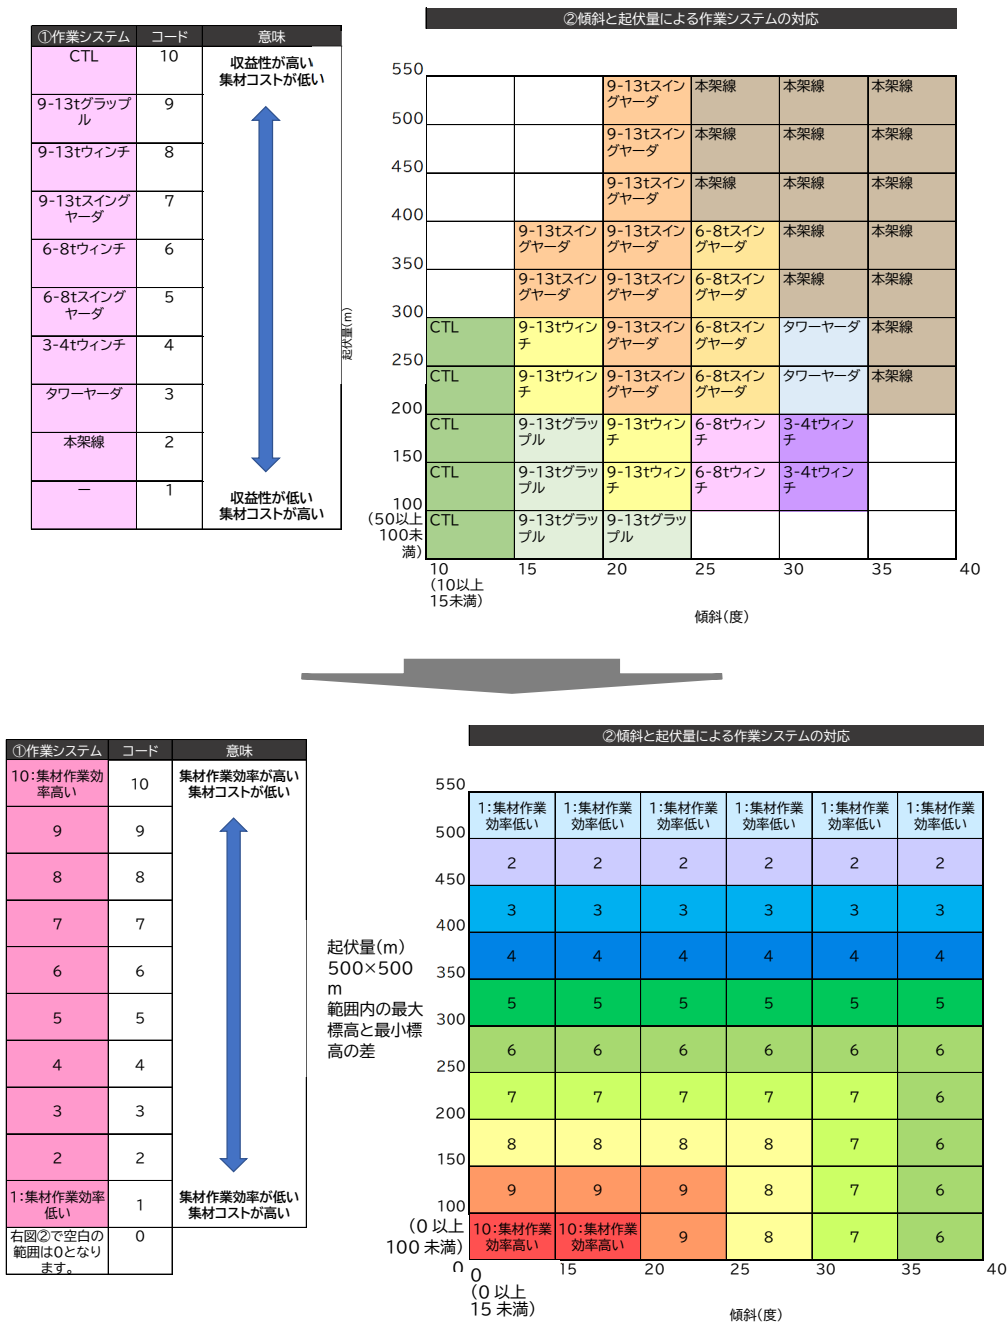 ②傾斜と起伏量による作業システムの対応
①作業システム コード 意味
CTL 10 収益性が高い
集材コストが低い
9-13tグラップ 9
ル
9-13tウィンチ 8
9-13tスイング 7
ヤーダ
6-8tウィンチ 6
6-8tスイング 5
ヤーダ
3-4tウィンチ 4
タワーヤーダ 3
本架線 2
— 1 収益性が低い
集材コストが高い
起伏量(m)
550
9-13tスイン 本架線 本架線 本架線
グヤーダ
500
9-13tスイン 本架線 本架線 本架線
グヤーダ
450
9-13tスイン 本架線 本架線 本架線
グヤーダ
400
9-13tスイン 9-13tスイン 6-8tスイン 本架線 本架線
グヤーダ グヤーダ グヤーダ
350
9-13tスイン 9-13tスイン 6-8tスイン 本架線 本架線
グヤーダ グヤーダ グヤーダ
300
CTL 9-13tウィン 9-13tスイン 6-8tスイン タワーヤーダ 本架線
チ グヤーダ グヤーダ
250
CTL 9-13tウィン 9-13tスイン 6-8tスイン タワーヤーダ 本架線
チ グヤーダ グヤーダ
200
CTL 9-13tグラッ 9-13tウィン 6-8tウィン 3-4tウィン
プル チ チ チ
150
CTL 9-13tグラッ 9-13tウィン 6-8tウィン 3-4tウィン
プル チ チ チ
100
(50以上 CTL 9-13tグラッ 9-13tグラッ
100未 プル プル
満)
10 15 20 25 30 35 40
(10以上
15未満)
傾斜(度)
②傾斜と起伏量による作業システムの対応
①作業システム コード 意味
10:集材作業効 10 集材作業効率が高い
率高い 集材コストが低い
9 9
8 8
7 7
6 6
5 5
4 4
3 3
2 2
1:集材作業効率 1 集材作業効率が低い
低い 集材コストが高い
右図②で空白の 0
範囲は0となり
ます。
起伏量(m)
500×500
m
範囲内の最大
標高と最小標
高の差
550
1:集材作業 1:集材作業 1:集材作業 1:集材作業 1:集材作業 1:集材作業
効率低い 効率低い 効率低い 効率低い 効率低い 効率低い
500
2 2 2 2 2 2
450
3 3 3 3 3 3
400
4 4 4 4 4 4
350
5 5 5 5 5 5
300
6 6 6 6 6 6
250
7 7 7 7 7 6
200
8 8 8 8 7 6
150
9 9 9 8 7 6
100
(0 以上 10:集材作業 10:集材作業 9 8 7 6
100 未満) 効率高い 効率高い
0
0 15 20 25 30 35 40
(0 以上
15 未満)
傾斜(度)